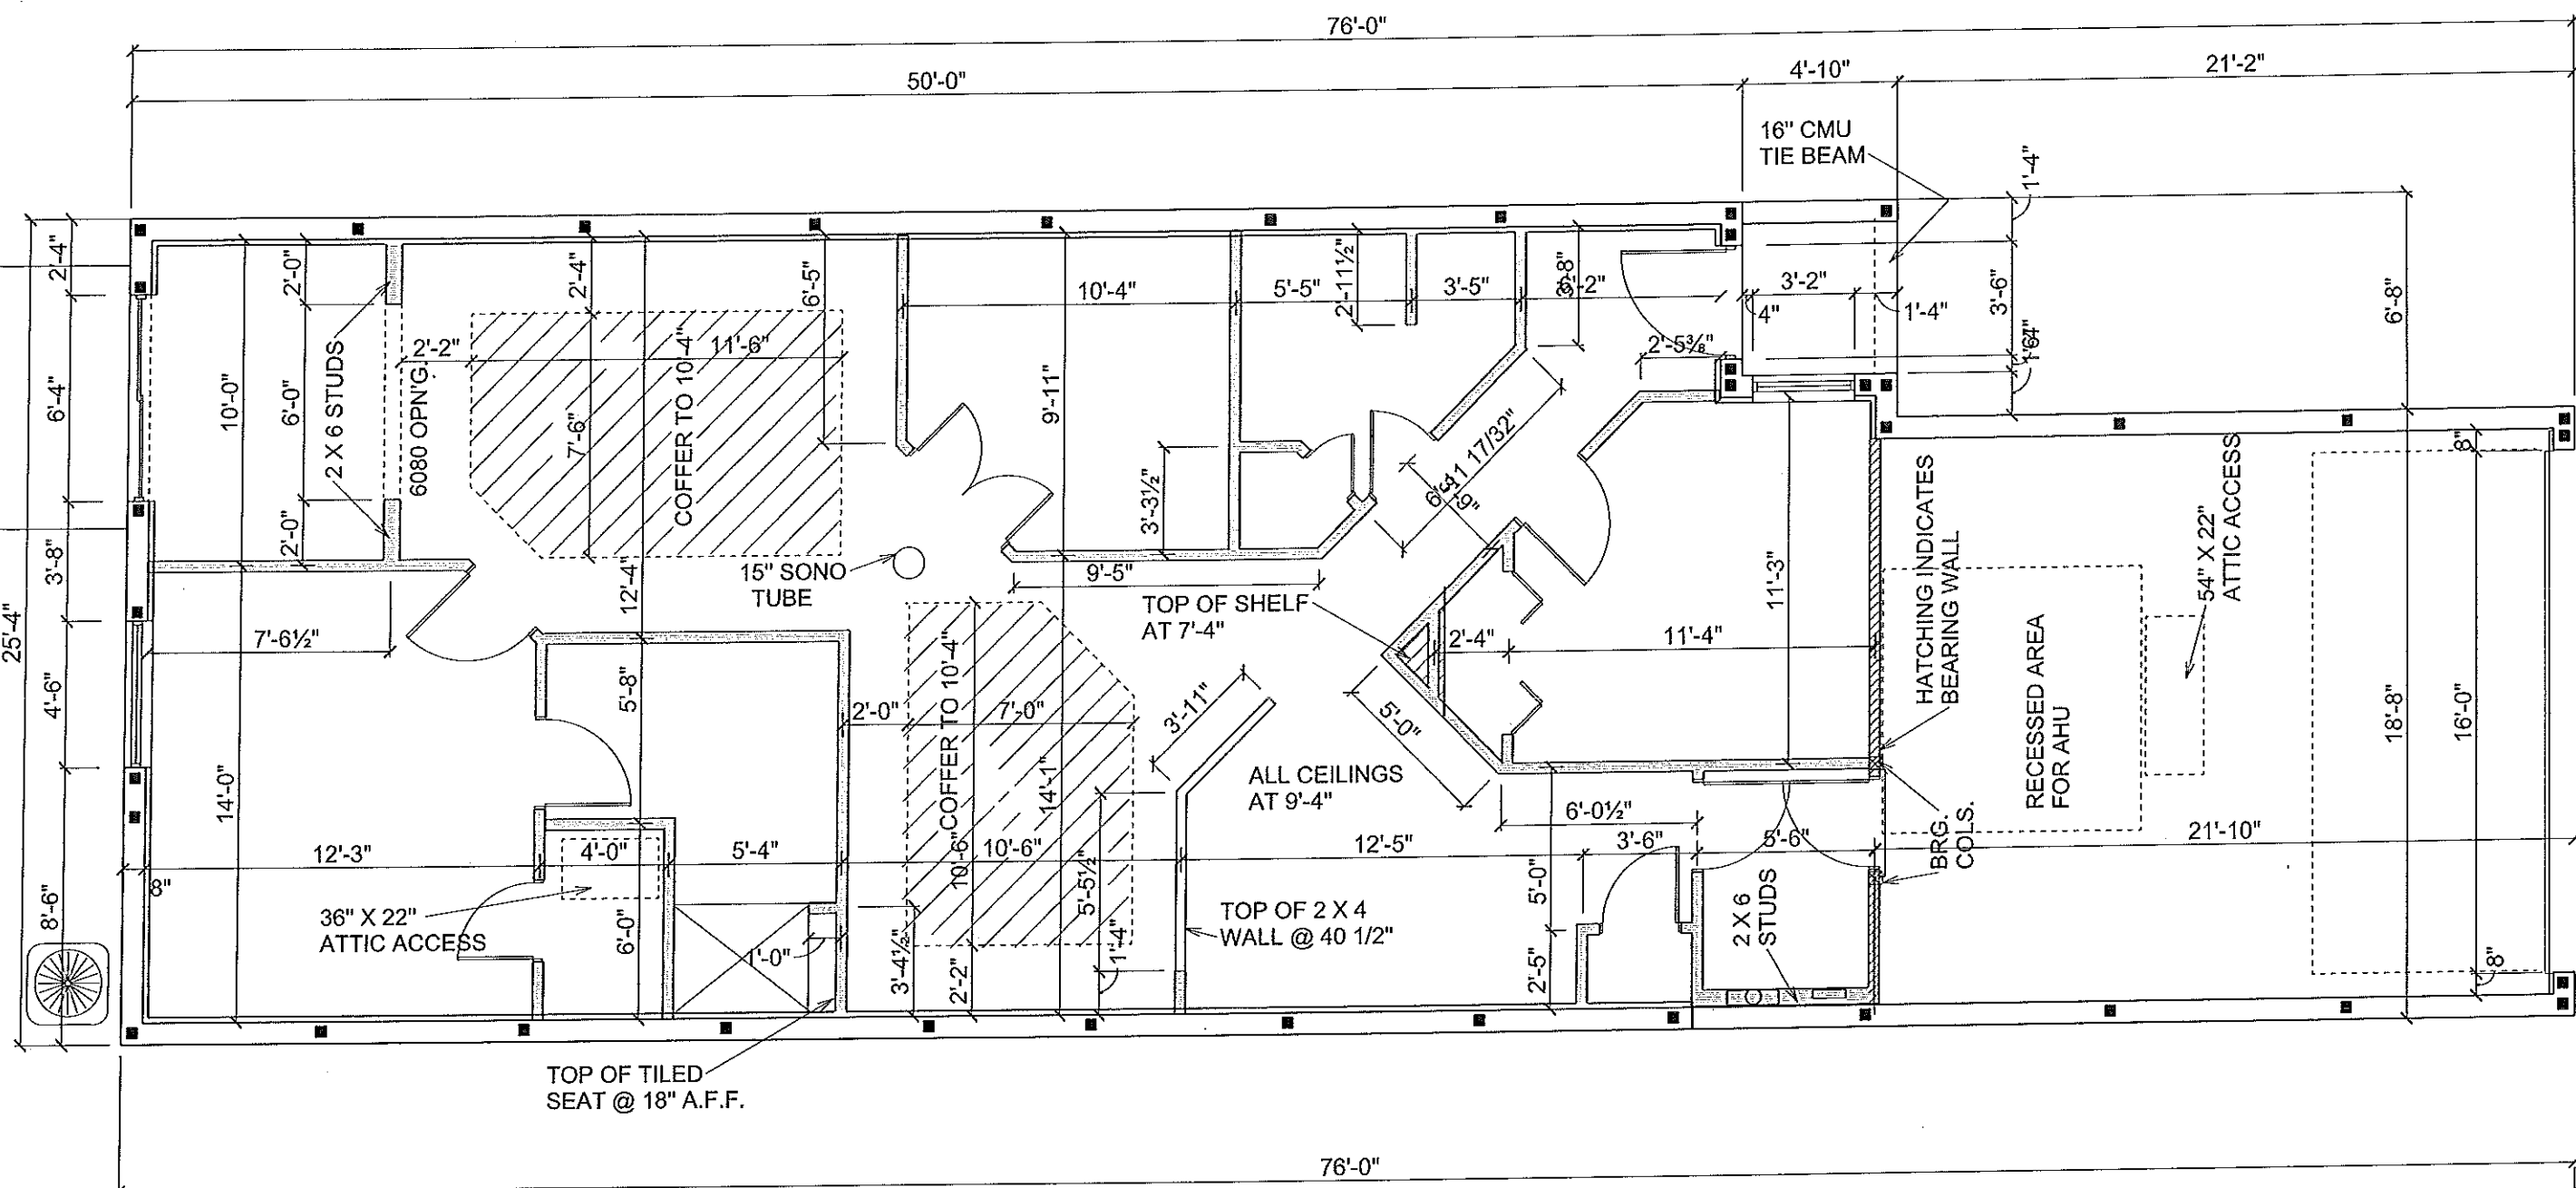 76'-0"
50'-0"
4'-10"
21'-2"
16" CMU
TIE BEAM
1'-4"
2'-4"
2'-0"
2'-4"
6'-5"
10'-4"
5'-5"
2'-11½"
3'-5"
3'-8"
3'-2"
4"
1'-4"
3'-6"
6'-8"
6'-4"
10'-0"
6'-0"
2 X 6 STUDS
6080 OPN'G.
2'-2"
11'-6"
7'-6"
COFFER TO 10'-4"
9'-11"
2'-5⅜"
3'-3½"
8"
54" X 22"
ATTIC ACCESS
HATCHING INDICATES
BEARING WALL
2'-0"
3'-8"
25'-4"
7'-6½"
12'-4"
15" SONO
TUBE
9'-5"
TOP OF SHELF
AT 7'-4"
2'-4"
11'-4"
11'-3"
RECESSED AREA
FOR AHU
4'-6"
5'-8"
2'-0"
7'-0"
COFFER TO 10'-4"
3'-11"
5'-0"
18'-8"
16'-0"
14'-0"
14'-1"
ALL CEILINGS
AT 9'-4"
6'-0½"
BRG.
COLS.
12'-3"
8"
4'-0"
5'-4"
10'-6"
10'-6"
5'-5½"
12'-5"
3'-6"
5'-6"
21'-10"
8'-6"
36" X 22"
ATTIC ACCESS
6'-0"
1'-0"
3'-4½"
2'-2"
1'-4"
TOP OF 2 X 4
WALL @ 40 1/2"
5'-0"
2'-5"
2 X 6
STUDS
8"
TOP OF TILED
SEAT @ 18" A.F.F.
76'-0"